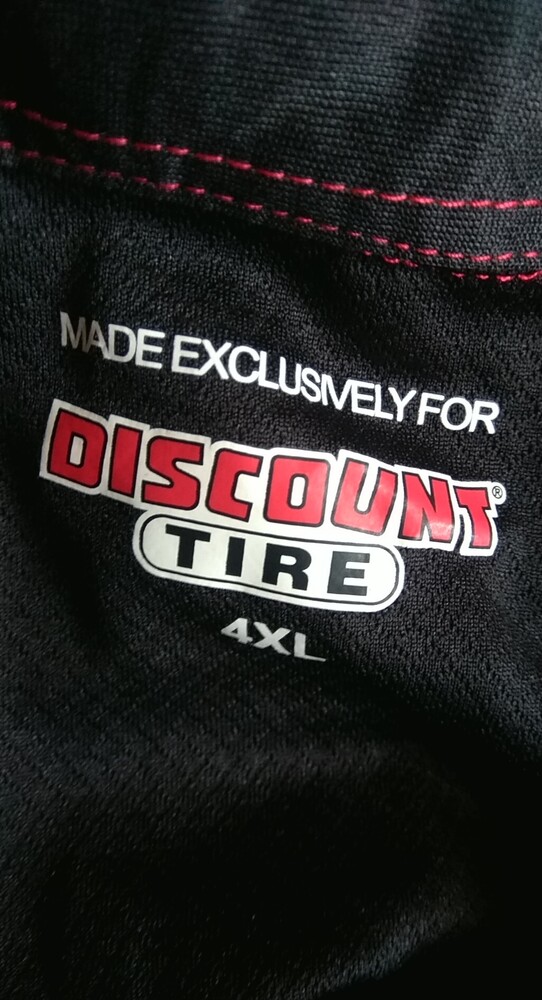 MADE EXCLUSIVELY FOR
DISCOUNT®
TIRE
4XL